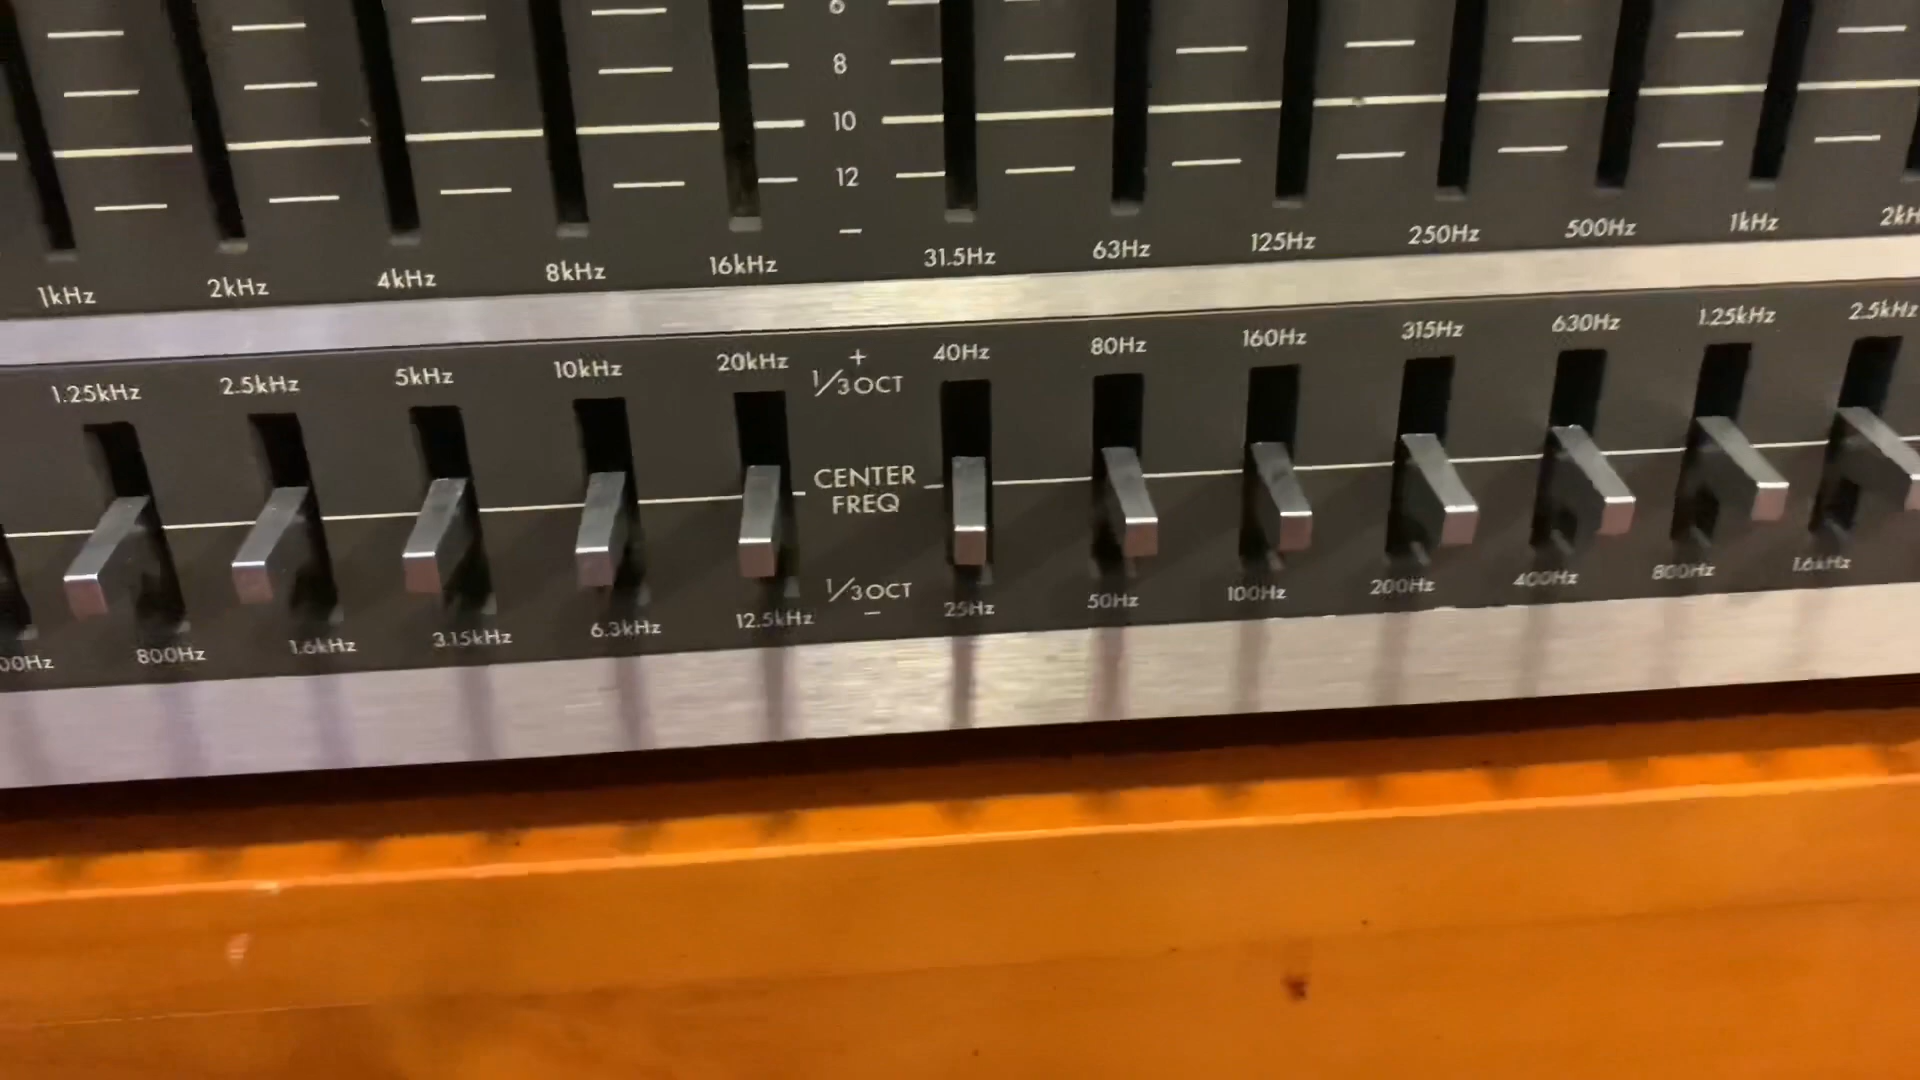 6
8
10
12
1kHz 2kHz 4kHz 8kHz 16kHz 31.5Hz 63Hz 125Hz 250Hz 500Hz 1kHz 2kH
1.25kHz 2.5kHz 5kHz 10kHz 20kHz + 40Hz 80Hz 160Hz 315Hz 630Hz 1.25kHz 2.5kHz
1/3 OCT
CENTER
FREQ
1/3 OCT
00Hz 800Hz 1.6kHz 3.15kHz 6.3kHz 12.5kHz − 25Hz 50Hz 100Hz 200Hz 400Hz 800Hz 1.6kHz